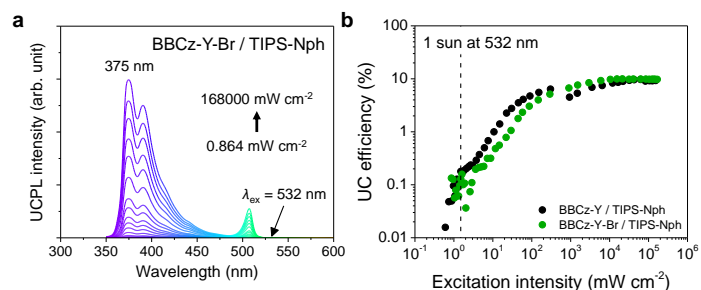 a
BBCz-Y-Br / TIPS-Nph
375 nm
168000 mW cm⁻²
0.864 mW cm⁻²
λex = 532 nm
UCPL intensity (arb. unit)
300 350 400 450 500 550 600
Wavelength (nm)
b
1 sun at 532 nm
UC efficiency (%)
100
10
1
0.1
0.01
BBCz-Y / TIPS-Nph
BBCz-Y-Br / TIPS-Nph
10⁻¹ 10⁰ 10¹ 10² 10³ 10⁴ 10⁵ 10⁶
Excitation intensity (mW cm⁻²)